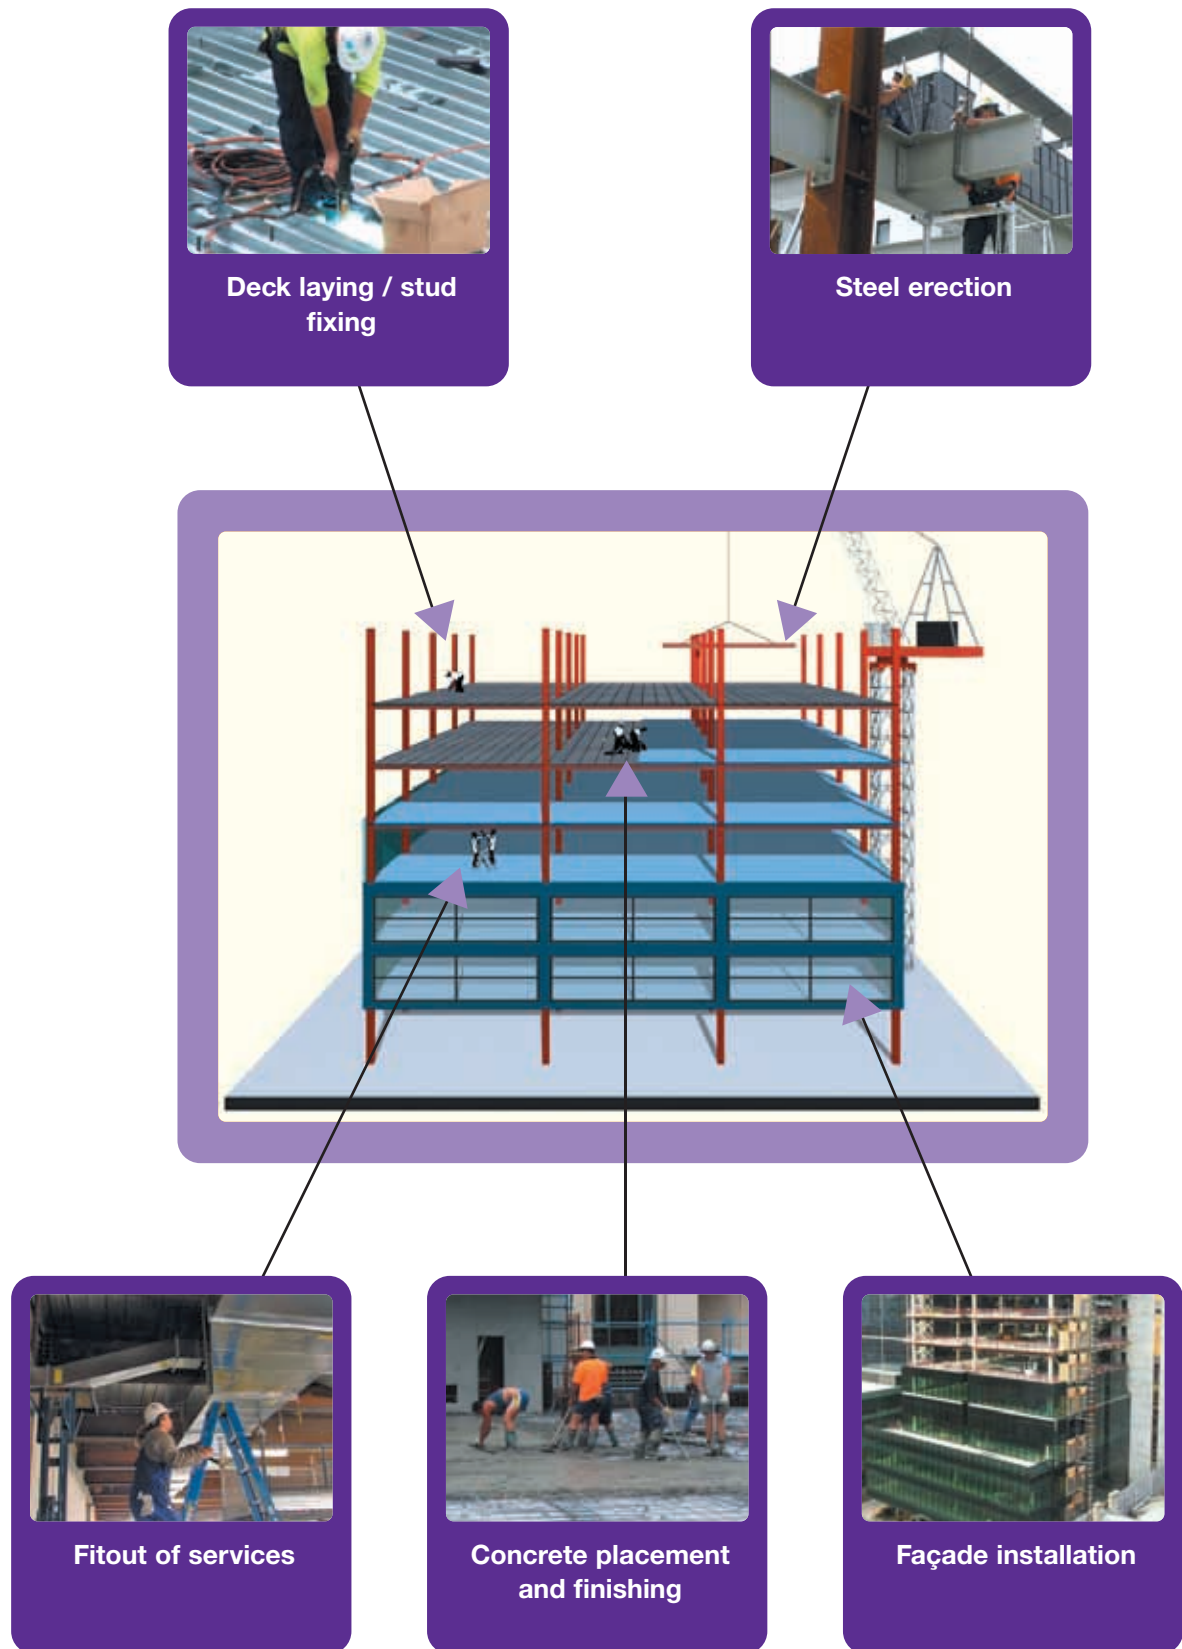 Deck laying / stud
fixing
Steel erection
Fitout of services
Concrete placement
and finishing
Façade installation